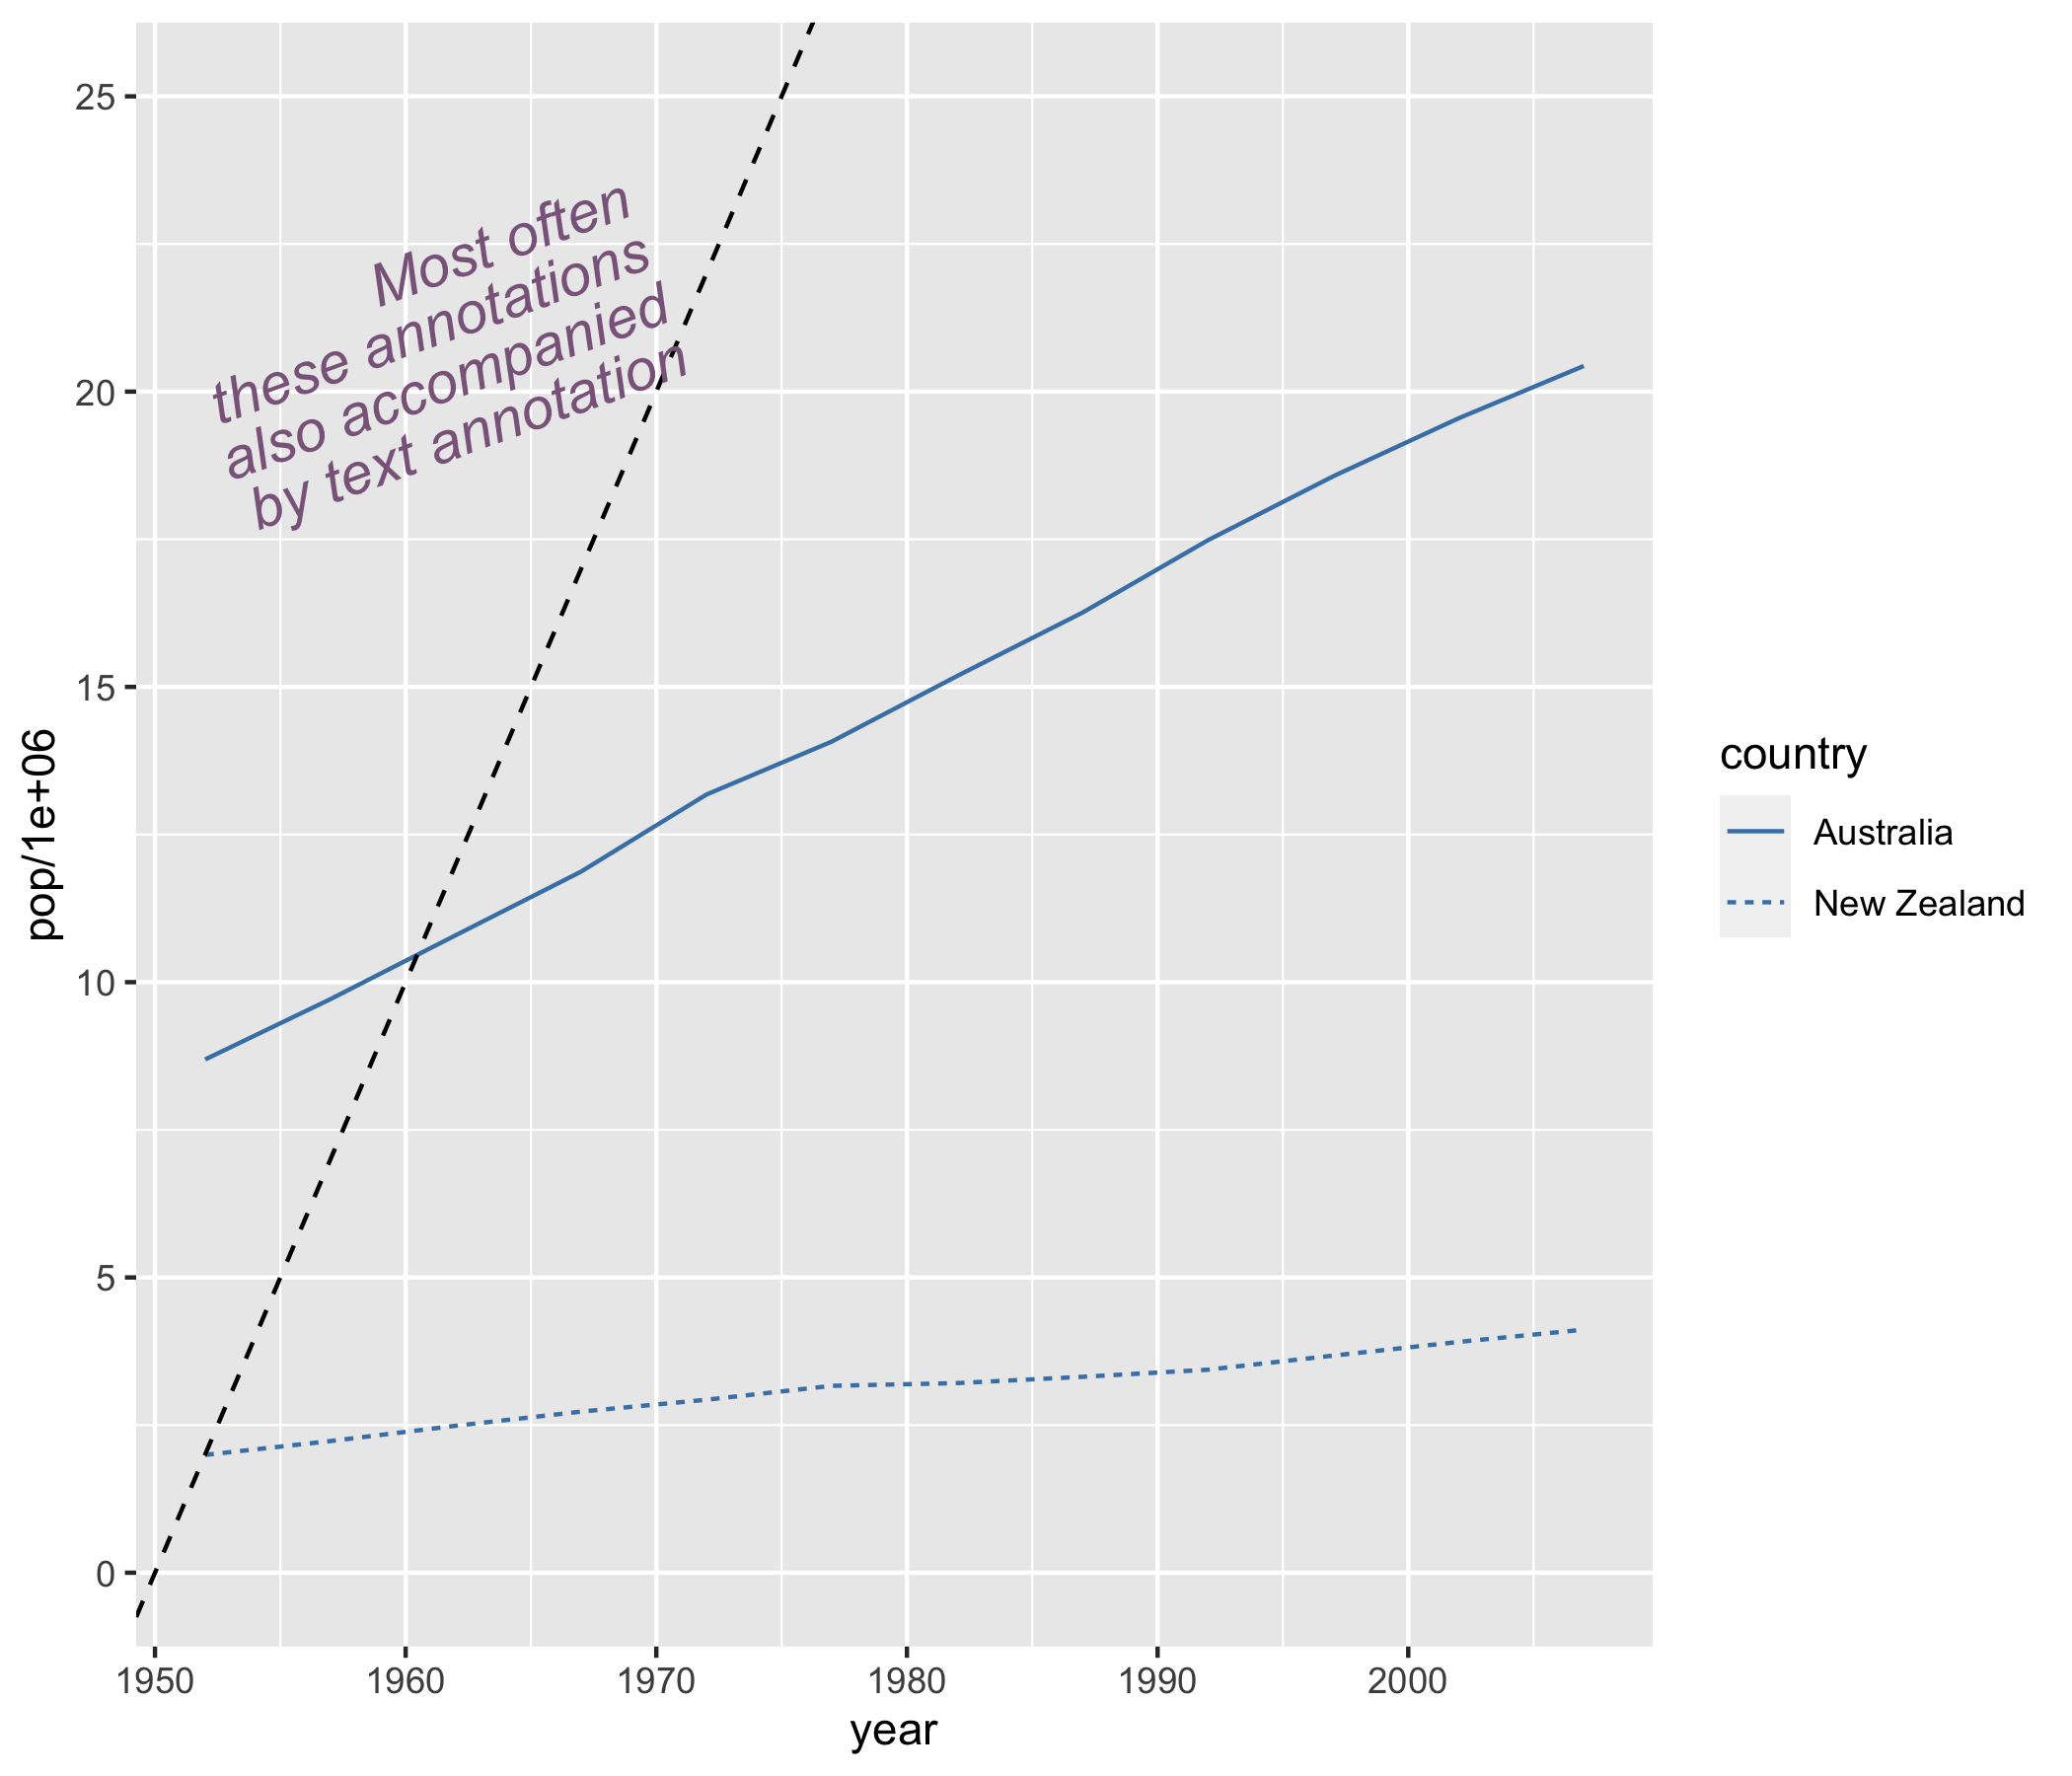 25
20
15
10
5
0
pop/1e+06
Most often
these annotations
also accompanied
by text annotation
1950 1960 1970 1980 1990 2000
year
country
Australia
New Zealand